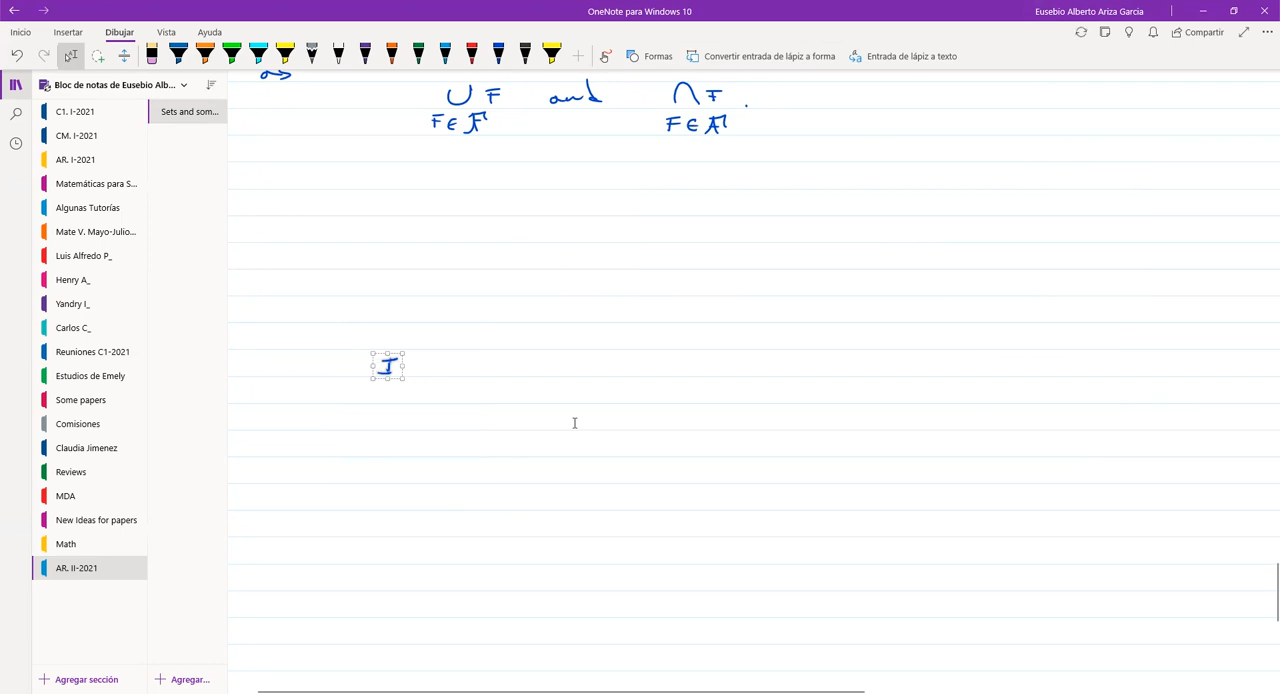 OneNote para Windows 10
Eusebio Alberto Ariza Garcia
Inicio Insertar Dibujar Vista Ayuda
Compartir
Formas Convertir entrada de lápiz a forma Entrada de lápiz a texto
Bloc de notas de Eusebio Alb...
C1. I-2021
CM. I-2021
AR. I-2021
Matemáticas para S...
Algunas Tutorías
Mate V. Mayo-Julio...
Luis Alfredo P_
Henry A_
Yandry I_
Carlos C_
Reuniones C1-2021
Estudios de Emely
Some papers
Comisiones
Claudia Jimenez
Reviews
MDA
New Ideas for papers
Math
AR. II-2021
Agregar sección
Sets and som...
Agregar...
∪ F and ∩ F .
F ∈ ℱ F ∈ ℱ
I